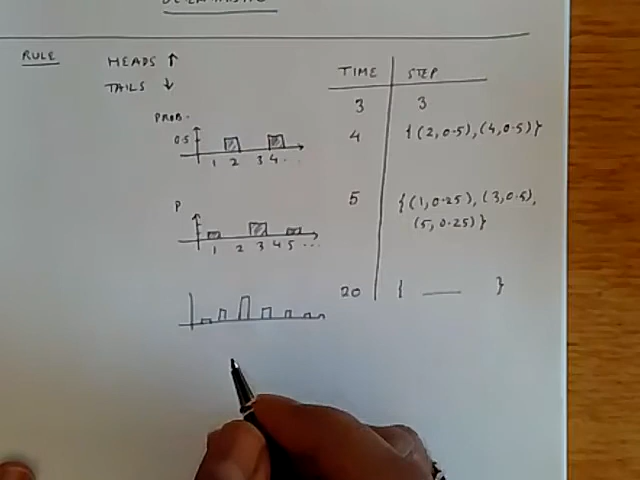 RULE HEADS ↑
TAILS ↓
TIME STEP
3 3
PROB.
0.5
1 2 3 4 ...
4 {(2,0.5),(4,0.5)}
P
1 2 3 4 5 ...
5 {(1,0.25), (3,0.5),
(5,0.25)}
20 { ___ }